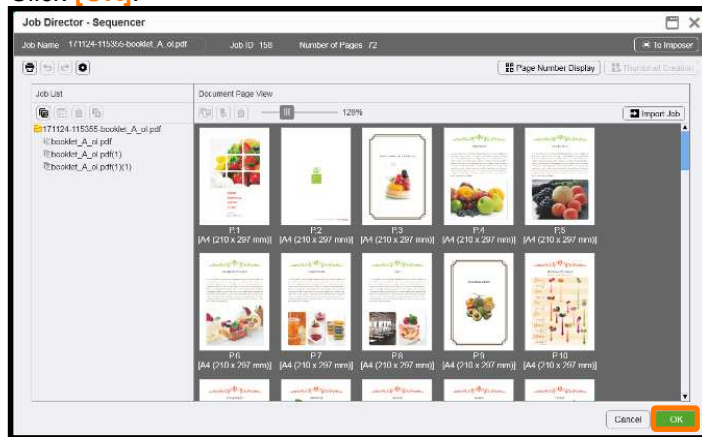 Click [OK].
Job Director - Sequencer
Job Name 171124-115355-booklet_A_ol.pdf Job ID 158 Number of Pages 72 To Imposer
Page Number Display Thumbnail Creation
Job List Document Page View
128% Import Job
171124-115355-booklet_A_ol.pdf
booklet_A_ol.pdf
booklet_A_ol.pdf(1)
booklet_A_ol.pdf(1)(1)
P.1 P.2 P.3 P.4 P.5
[A4 (210 x 297 mm)] [A4 (210 x 297 mm)] [A4 (210 x 297 mm)] [A4 (210 x 297 mm)] [A4 (210 x 297 mm)]
P.6 P.7 P.8 P.9 P.10
[A4 (210 x 297 mm)] [A4 (210 x 297 mm)] [A4 (210 x 297 mm)] [A4 (210 x 297 mm)] [A4 (210 x 297 mm)]
Cancel OK